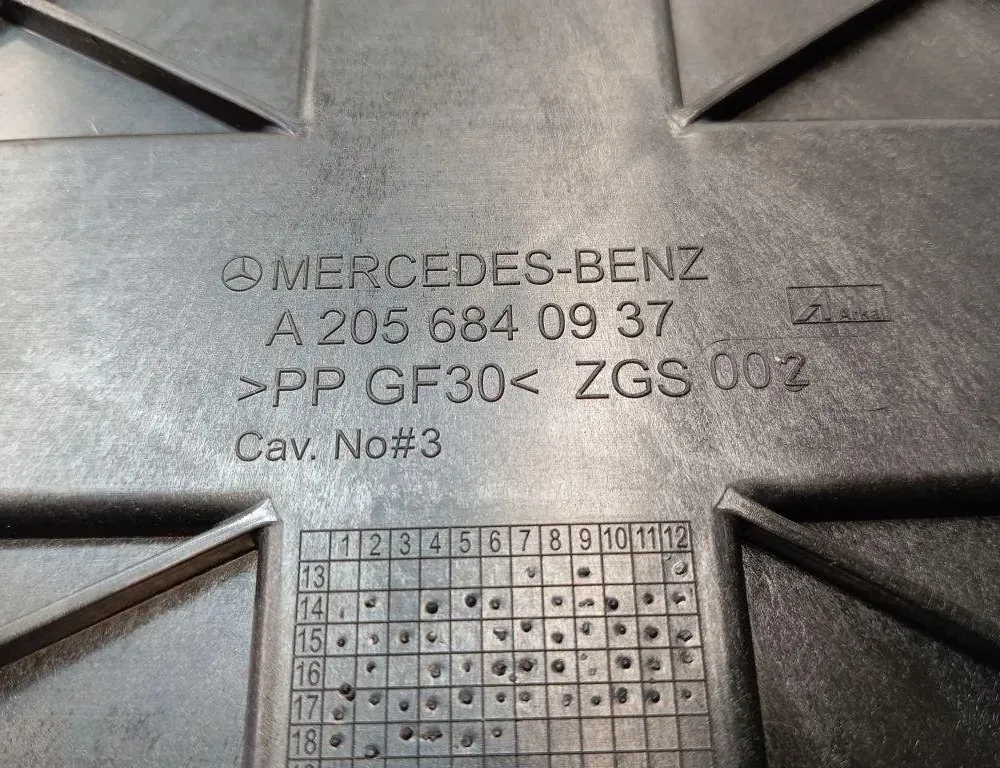 MERCEDES-BENZ
A 205 684 09 37
Arkal
>PP GF30< ZGS 002
Cav. No#3
1 2 3 4 5 6 7 8 9 10 11 12
13
14
15
16
17
18